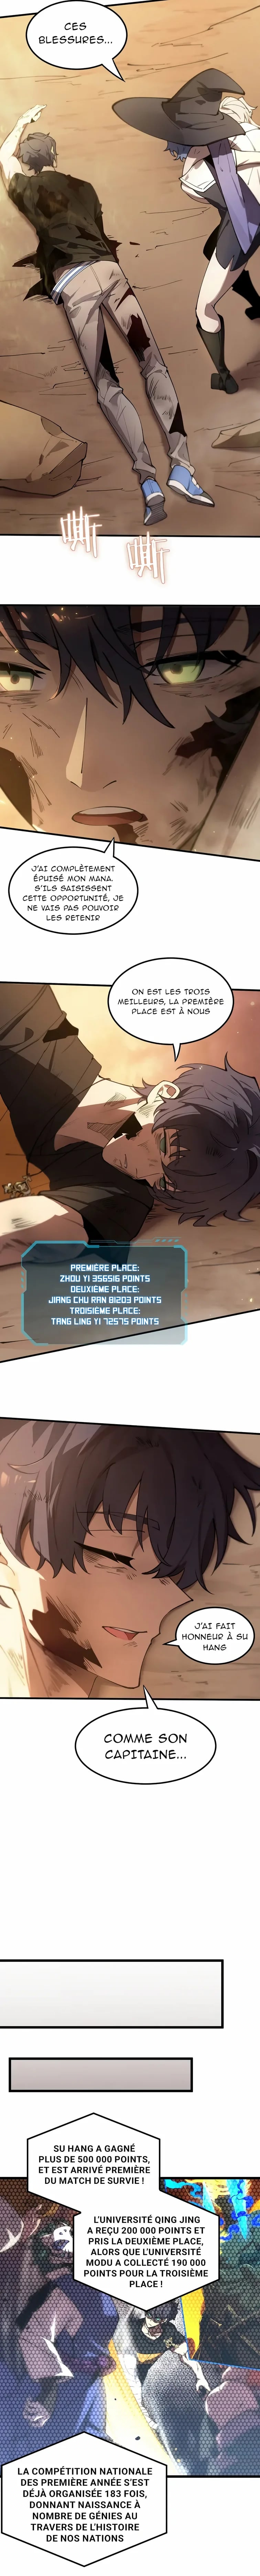 CES
BLESSURES...
J'AI COMPLÈTEMENT
ÉPUISÉ MON MANA.
S'ILS SAISISSENT
CETTE OPPORTUNITÉ, JE
NE VAIS PAS POUVOIR
LES RETENIR
ON EST LES TROIS
MEILLEURS, LA PREMIÈRE
PLACE EST À NOUS
PREMIÈRE PLACE:
ZHOU YI 356516 POINTS
DEUXIÈME PLACE:
JIANG CHU RAN 81203 POINTS
TROISIÈME PLACE:
TANG LING YI 72575 POINTS
J'AI FAIT
HONNEUR À SU
HANG
COMME SON
CAPITAINE...
SU HANG A GAGNÉ
PLUS DE 500 000 POINTS,
ET EST ARRIVÉ PREMIÈRE
DU MATCH DE SURVIE !
L'UNIVERSITÉ QING JING
A REÇU 200 000 POINTS ET
PRIS LA DEUXIÈME PLACE,
ALORS QUE L'UNIVERSITÉ
MODU A COLLECTÉ 190 000
POINTS POUR LA TROISIÈME
PLACE !
LA COMPÉTITION NATIONALE
DES PREMIÈRE ANNÉE S'EST
DÉJÀ ORGANISÉE 183 FOIS,
DONNANT NAISSANCE À
NOMBRE DE GÉNIES AU
TRAVERS DE L'HISTOIRE
DE NOS NATIONS